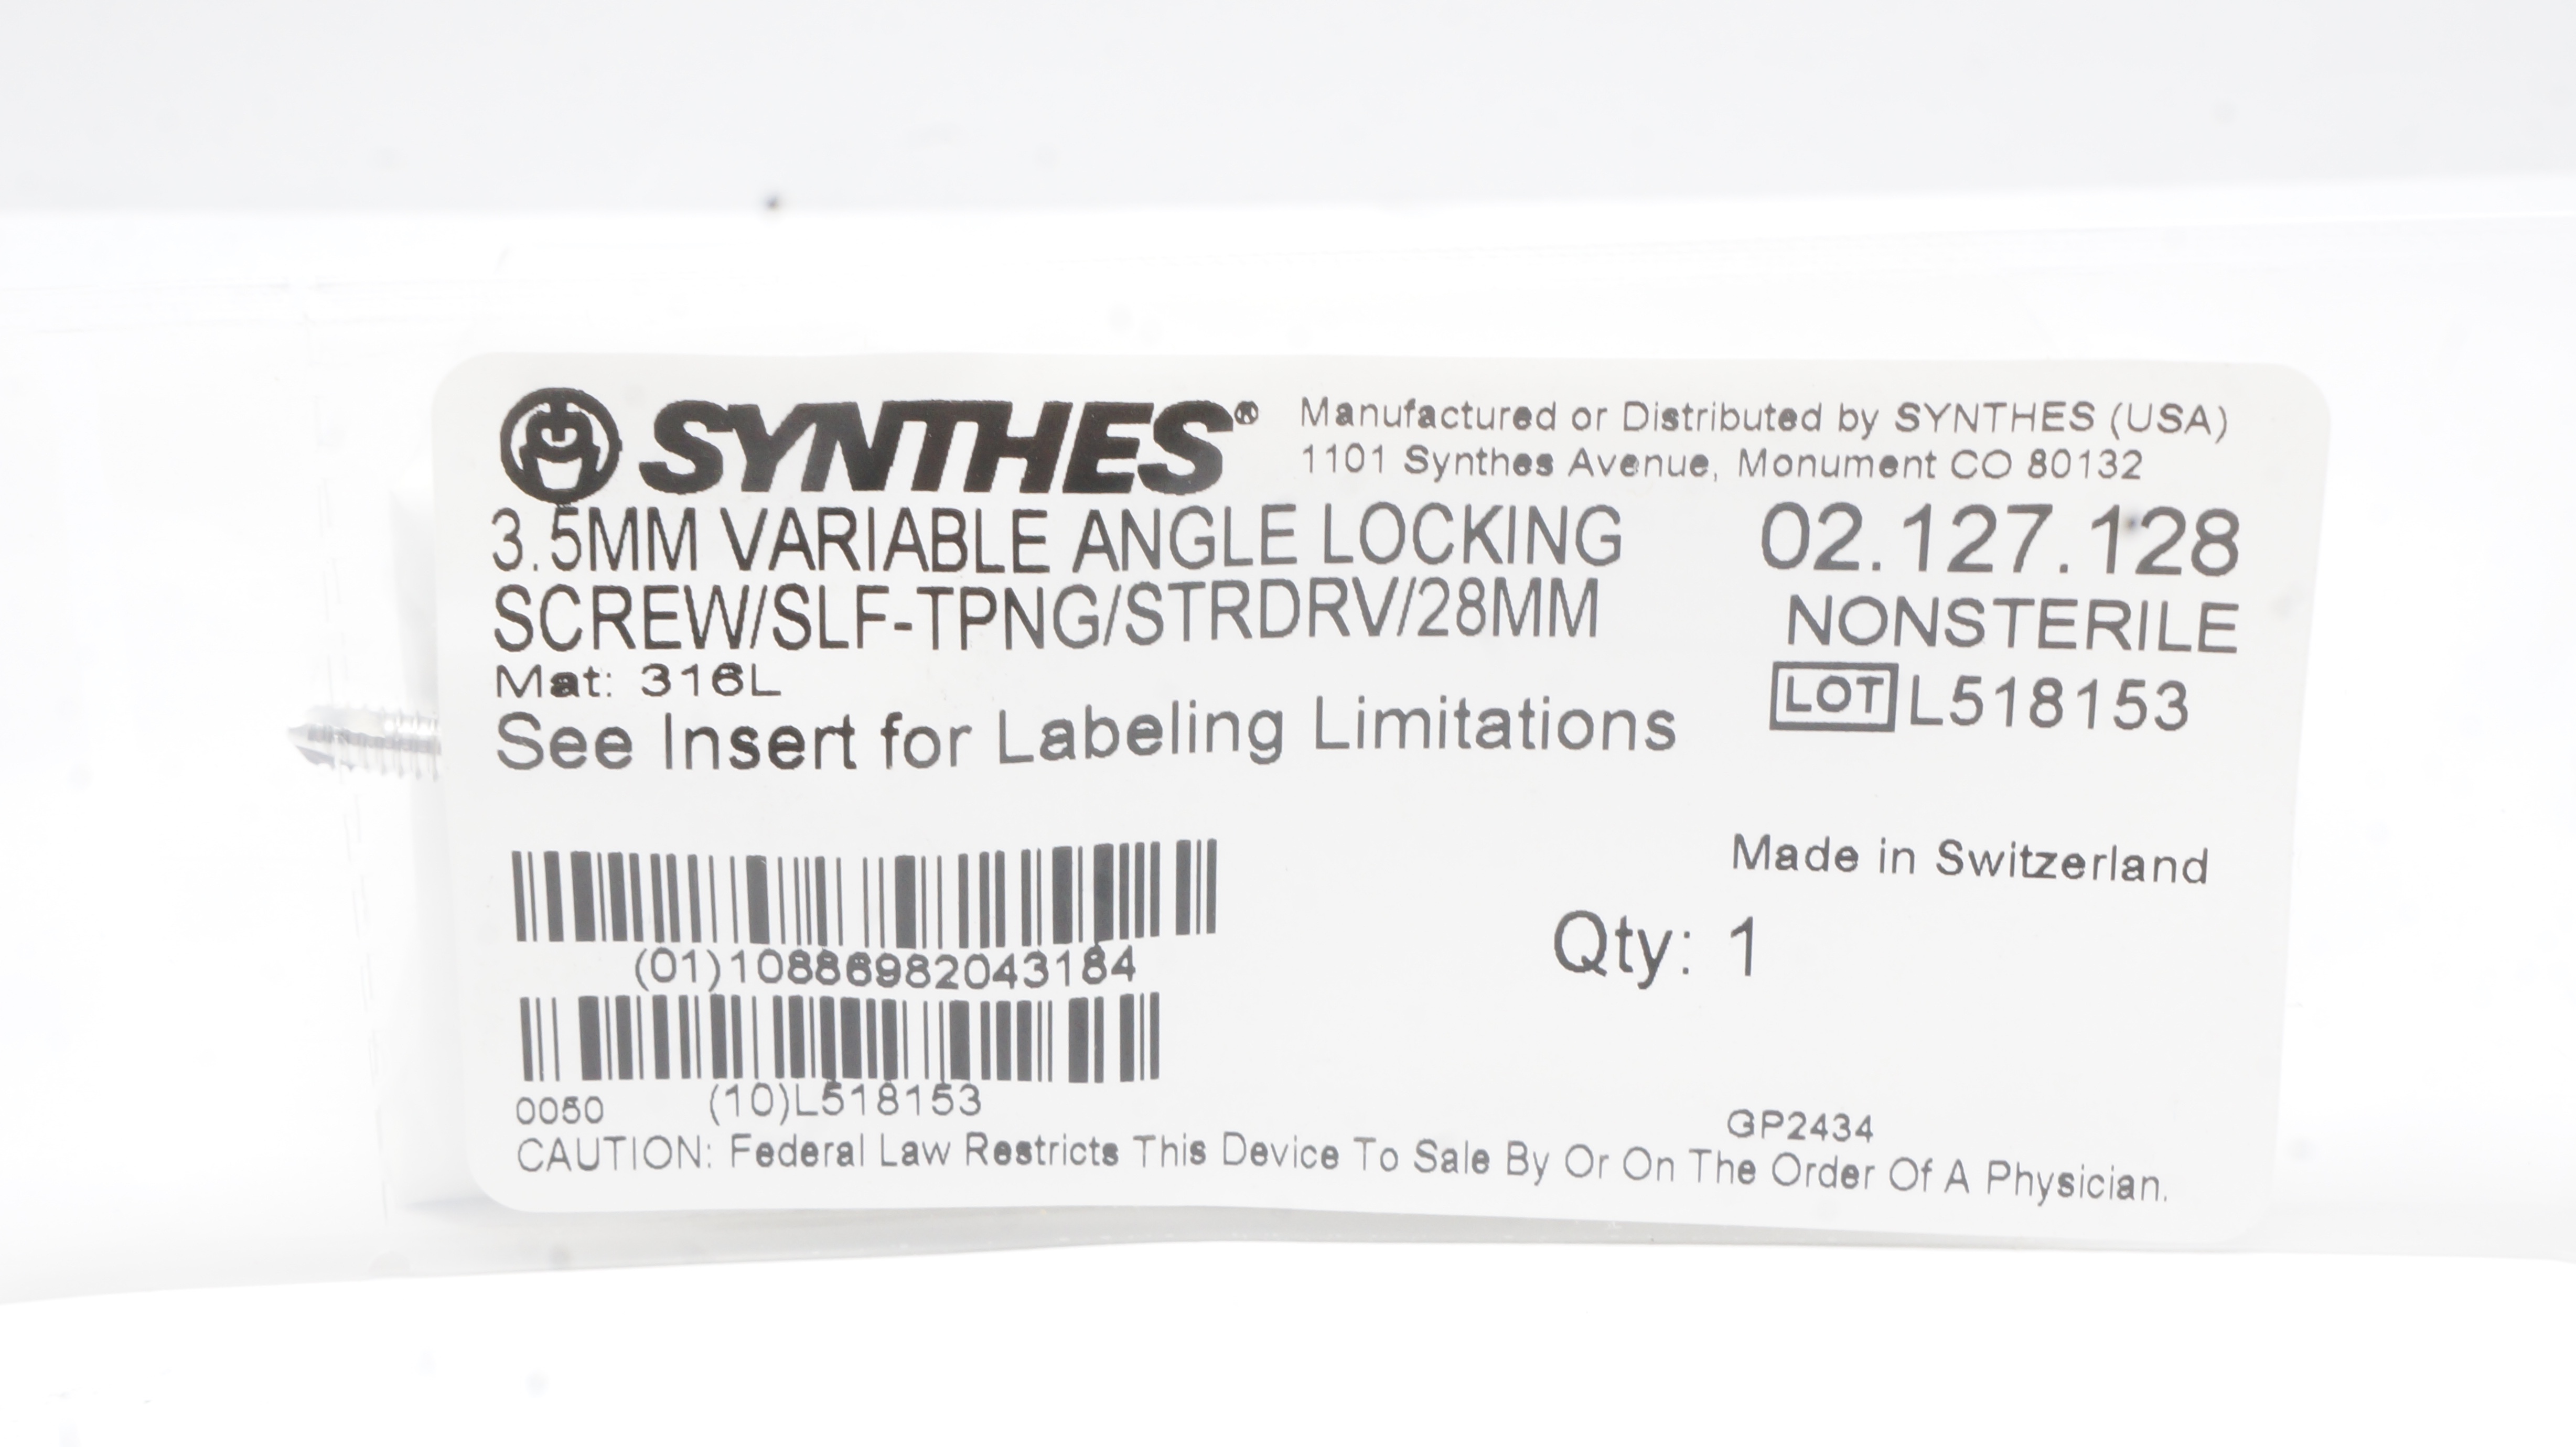 SYNTHES®
Manufactured or Distributed by SYNTHES (USA)
1101 Synthes Avenue, Monument CO 80132
3.5MM VARIABLE ANGLE LOCKING
SCREW/SLF-TPNG/STRDRV/28MM
02.127.128
NONSTERILE
Mat: 316L
LOT L518153
See Insert for Labeling Limitations
Made in Switzerland
Qty: 1
(01)10886982043184
(10)L518153
0050
GP2434
CAUTION: Federal Law Restricts This Device To Sale By Or On The Order Of A Physician.